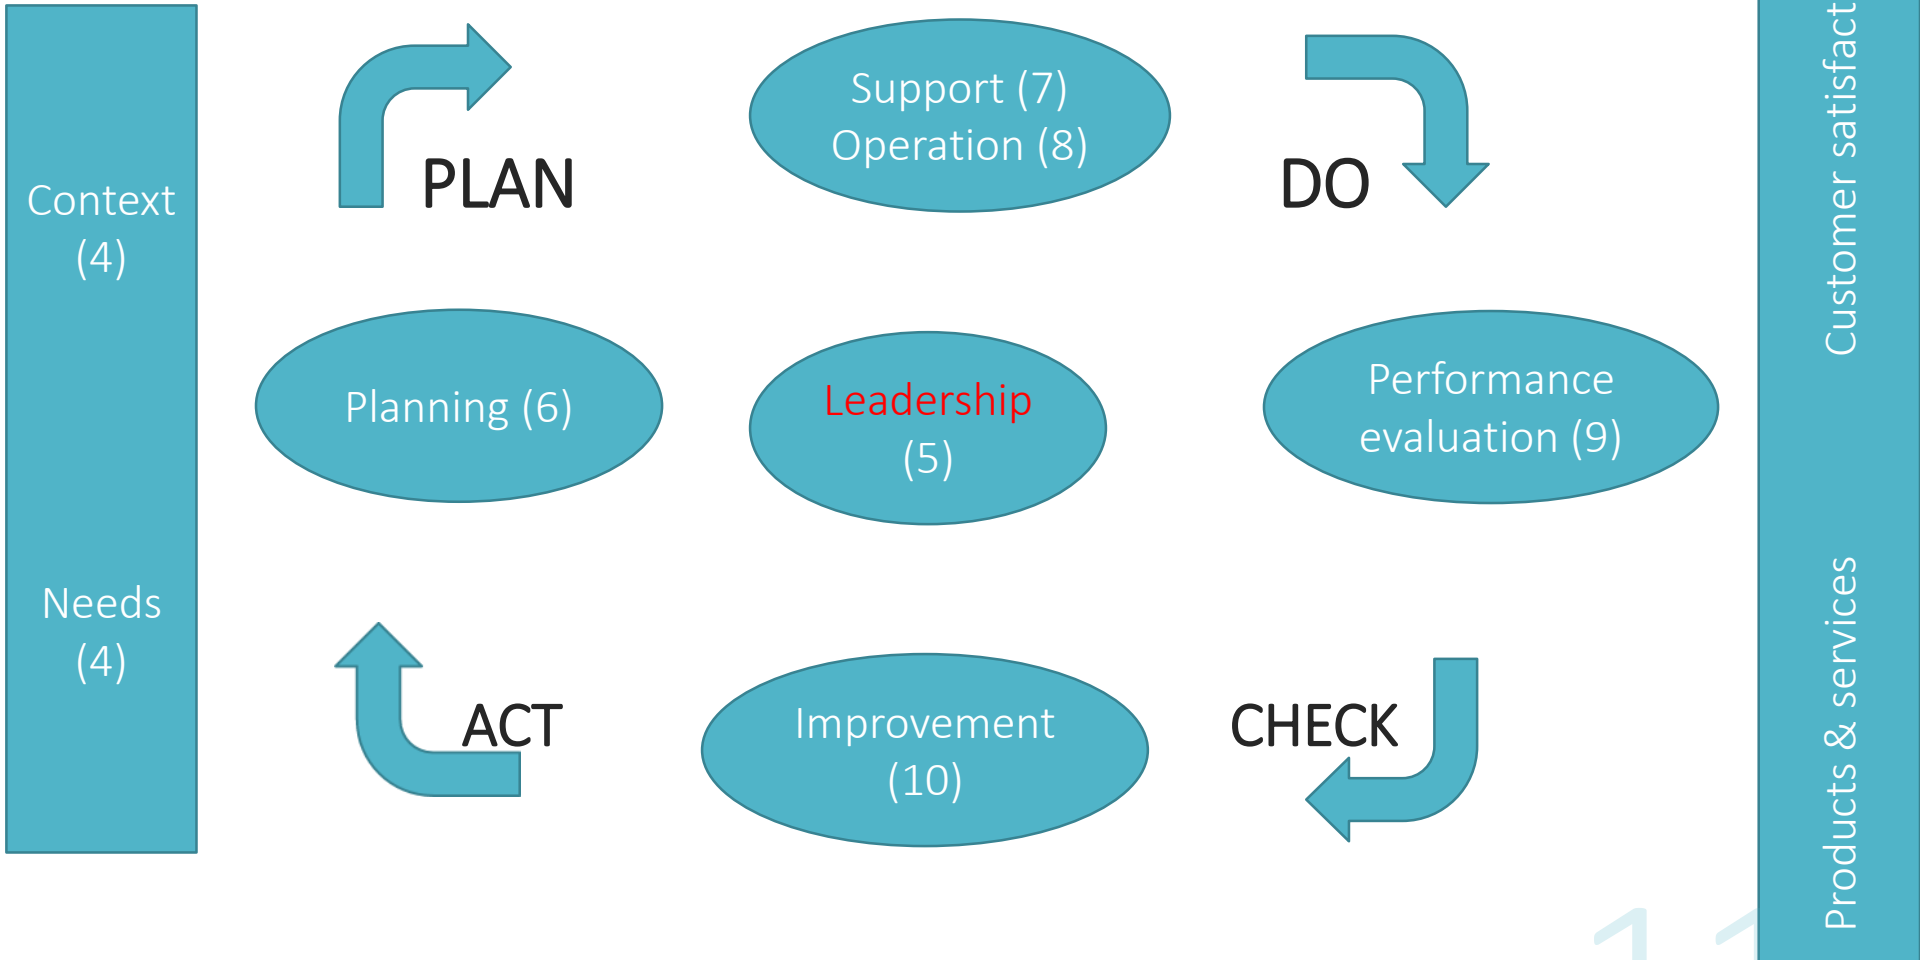 Context
(4)
Needs
(4)
PLAN
Support (7)
Operation (8)
DO
Planning (6)
Leadership
(5)
Performance
evaluation (9)
ACT
Improvement
(10)
CHECK
Customer satisfact
Products & services
11